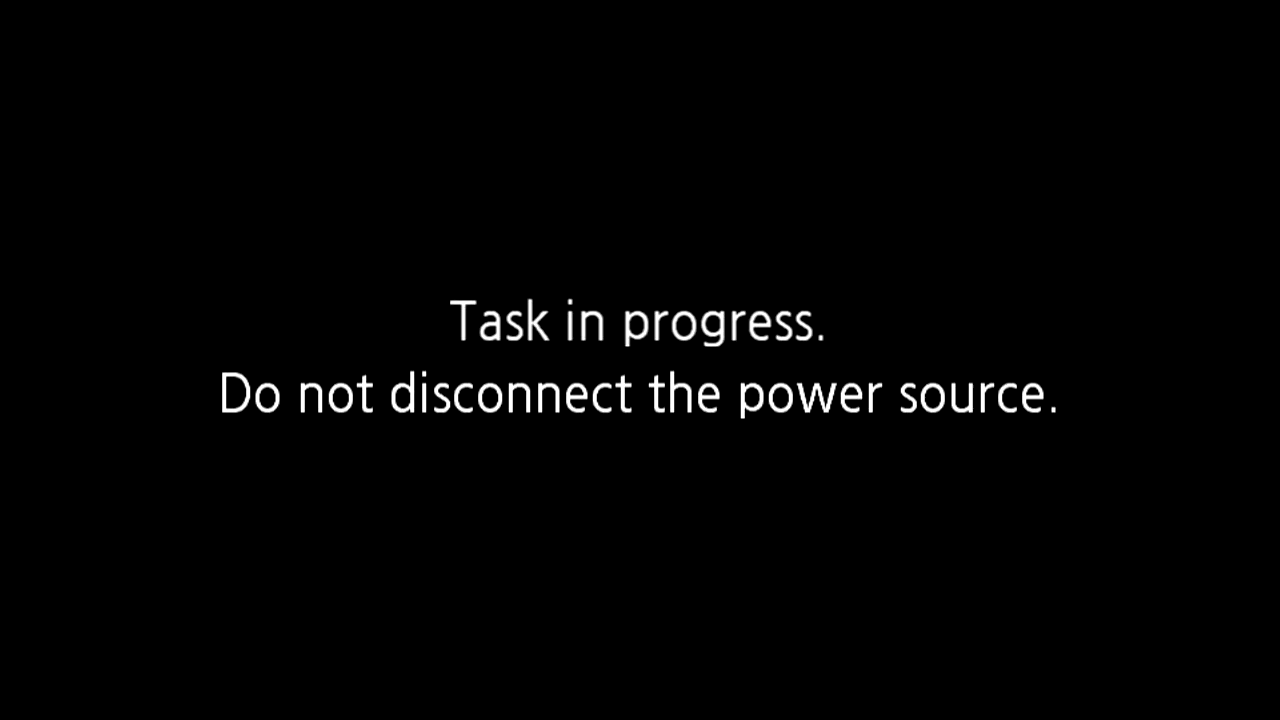 Task in progress.
Do not disconnect the power source.